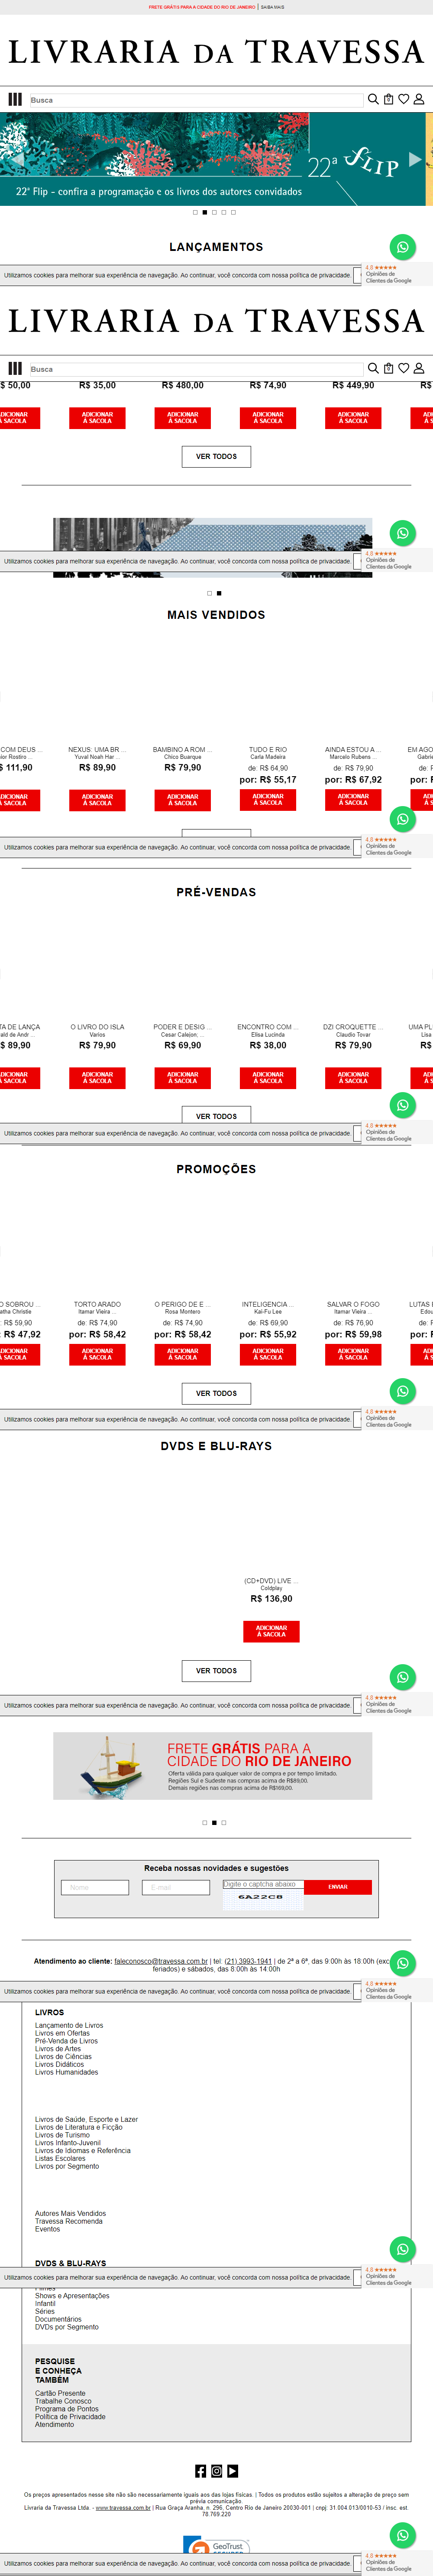 FRETE GRÁTIS PARA A CIDADE DO RIO DE JANEIRO | SAIBA MAIS
LIVRARIA DA TRAVESSA
Busca
0
22ª FLIP
22ª Flip - confira a programação e os livros dos autores convidados
LANÇAMENTOS
4,8
Utilizamos cookies para melhorar sua experiência de navegação. Ao continuar, você concorda com nossa política de privacidade.
Opiniões de
Clientes da Google
LIVRARIA DA TRAVESSA
Busca
0
$ 50,00 R$ 35,00 R$ 480,00 R$ 74,90 R$ 449,90 R$
ADICIONAR ADICIONAR ADICIONAR ADICIONAR
À SACOLA À SACOLA À SACOLA À SACOLA
VER TODOS
4,8
Utilizamos cookies para melhorar sua experiência de navegação. Ao continuar, você concorda com nossa política de privacidade.
Opiniões de
Clientes da Google
MAIS VENDIDOS
COM DEUS ... NEXUS: UMA BR ... BAMBINO A ROM ... TUDO E RIO AINDA ESTOU A ... EM AGO
ior Rostiro ... Yuval Noah Har ... Chico Buarque Carla Madeira Marcelo Rubens ... Gabrie
$ 111,90 R$ 89,90 R$ 79,90 de: R$ 64,90 de: R$ 79,90 de: R
por: R$ 55,17 por: R$ 67,92 por:
ADICIONAR ADICIONAR ADICIONAR ADICIONAR
À SACOLA À SACOLA À SACOLA À SACOLA
4,8
Utilizamos cookies para melhorar sua experiência de navegação. Ao continuar, você concorda com nossa política de privacidade.
Opiniões de
Clientes da Google
PRÉ-VENDAS
TA DE LANÇA O LIVRO DO ISLA PODER E DESIG ... ENCONTRO COM ... DZI CROQUETTE ... UMA PL
ald de Andr ... Varios Cesar Calejon; ... Elisa Lucinda Claudio Tovar Lisa
$ 89,90 R$ 79,90 R$ 69,90 R$ 38,00 R$ 79,90 R$
ADICIONAR ADICIONAR ADICIONAR ADICIONAR
À SACOLA À SACOLA À SACOLA À SACOLA
VER TODOS
4,8
Utilizamos cookies para melhorar sua experiência de navegação. Ao continuar, você concorda com nossa política de privacidade.
Opiniões de
Clientes da Google
PROMOÇÕES
O SOBROU ... TORTO ARADO O PERIGO DE E ... INTELIGENCIA ... SALVAR O FOGO LUTAS
atha Christie Itamar Vieira ... Rosa Montero Kai-Fu Lee Itamar Vieira ... Edou
: R$ 59,90 de: R$ 74,90 de: R$ 74,90 de: R$ 69,90 de: R$ 76,90 de: R
: R$ 47,92 por: R$ 58,42 por: R$ 58,42 por: R$ 55,92 por: R$ 59,98 por:
ADICIONAR ADICIONAR ADICIONAR ADICIONAR
À SACOLA À SACOLA À SACOLA À SACOLA
VER TODOS
4,8
Utilizamos cookies para melhorar sua experiência de navegação. Ao continuar, você concorda com nossa política de privacidade.
Opiniões de
Clientes da Google
DVDS E BLU-RAYS
(CD+DVD) LIVE ...
Coldplay
R$ 136,90
ADICIONAR
À SACOLA
VER TODOS
4,8
Utilizamos cookies para melhorar sua experiência de navegação. Ao continuar, você concorda com nossa política de privacidade.
Opiniões de
Clientes da Google
FRETE GRÁTIS PARA A
CIDADE DO RIO DE JANEIRO
Oferta válida para qualquer valor de compra e por tempo limitado.
Regiões Sul e Sudeste nas compras acima de R$89,00.
Demais regiões nas compras acima de R$169,00.
Receba nossas novidades e sugestões
Nome E-mail Digite o captcha abaixo ENVIAR
6A22C8
Atendimento ao cliente: faleconosco@travessa.com.br | tel. (21) 3993-1941 | de 2ª a 6ª, das 9:00h às 18:00h (exc
feriados) e sábados, das 8:00h às 14:00h
4,8
Utilizamos cookies para melhorar sua experiência de navegação. Ao continuar, você concorda com nossa política de privacidade.
Opiniões de
Clientes da Google
LIVROS
Lançamento de Livros
Livros em Ofertas
Pré-Venda de Livros
Livros de Artes
Livros de Ciências
Livros Didáticos
Livros Humanidades
Livros de Saúde, Esporte e Lazer
Livros de Literatura e Ficção
Livros de Turismo
Livros Infanto-Juvenil
Livros de Idiomas e Referência
Listas Escolares
Livros por Segmento
Autores Mais Vendidos
Travessa Recomenda
Eventos
DVDS & BLU-RAYS
4,8
Utilizamos cookies para melhorar sua experiência de navegação. Ao continuar, você concorda com nossa política de privacidade.
Opiniões de
Clientes da Google
Filmes
Shows e Apresentações
Infantil
Séries
Documentários
DVDs por Segmento
PESQUISE
E CONHEÇA
TAMBÉM
Cartão Presente
Trabalhe Conosco
Programa de Pontos
Política de Privacidade
Atendimento
Os preços apresentados nesse site não são necessariamente iguais aos das lojas físicas. | Todos os produtos estão sujeitos a alteração de preço sem
prévia comunicação.
Livraria da Travessa Ltda. - www.travessa.com.br | Rua Graça Aranha, n. 296, Centro Rio de Janeiro 20030-001 | cnpj: 31.004.013/0010-53 / insc. est.
78.769.220
GeoTrust
4,8
Utilizamos cookies para melhorar sua experiência de navegação. Ao continuar, você concorda com nossa política de privacidade.
Opiniões de
Clientes da Google